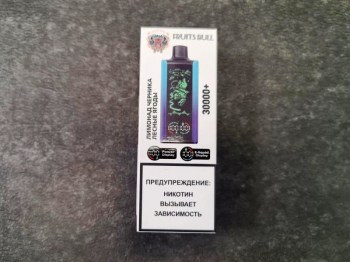 FRUITS BULL
ЛИМОНАД ЧЕРНИКА
ЛЕСНЫЕ ЯГОДЫ
30000+
ПРЕДУПРЕЖДЕНИЕ:
НИКОТИН
ВЫЗЫВАЕТ
ЗАВИСИМОСТЬ